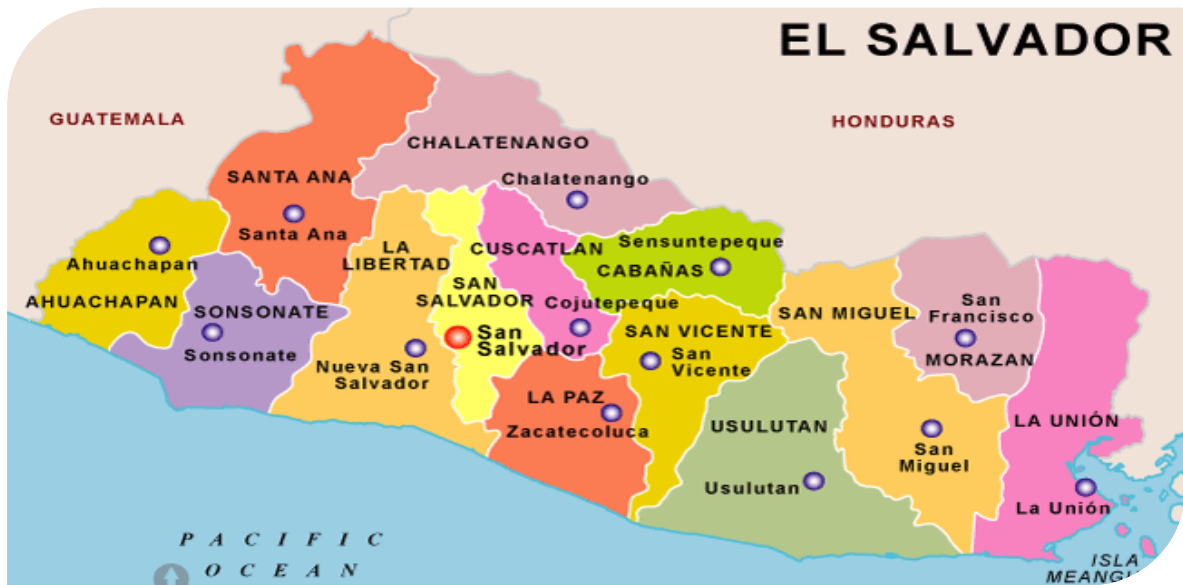 EL SALVADOR
GUATEMALA
HONDURAS
CHALATENANGO
Chalatenango
SANTA ANA
Santa Ana
Ahuachapan
AHUACHAPAN
SONSONATE
Sonsonate
LA
LIBERTAD
Nueva San
Salvador
SAN
SALVADOR
San
Salvador
CUSCATLAN
Cojutepeque
Sensuntepeque
CABAÑAS
SAN VICENTE
San
Vicente
LA PAZ
Zacatecoluca
USULUTAN
Usulutan
SAN MIGUEL
San
Miguel
San
Francisco
MORAZAN
LA UNIÓN
La Unión
PACIFIC
OCEAN
ISLA